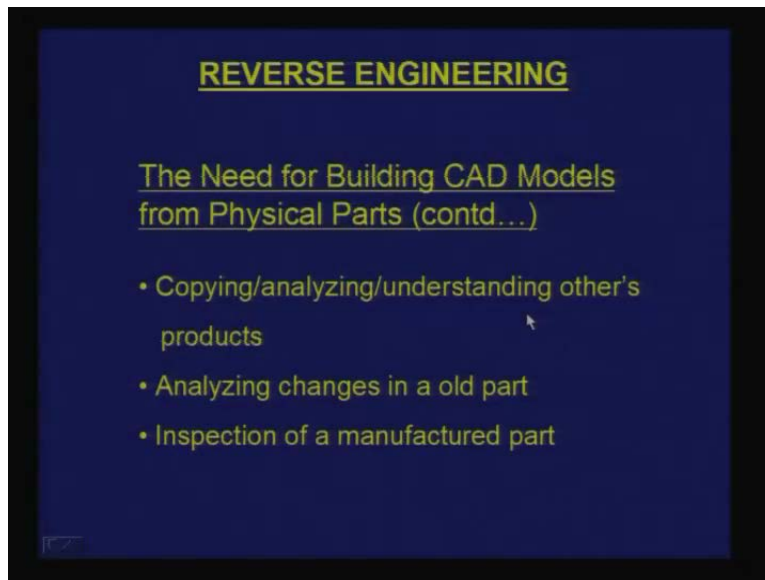 REVERSE ENGINEERING
The Need for Building CAD Models
from Physical Parts (contd...)
• Copying/analyzing/understanding other's
products
• Analyzing changes in a old part
• Inspection of a manufactured part